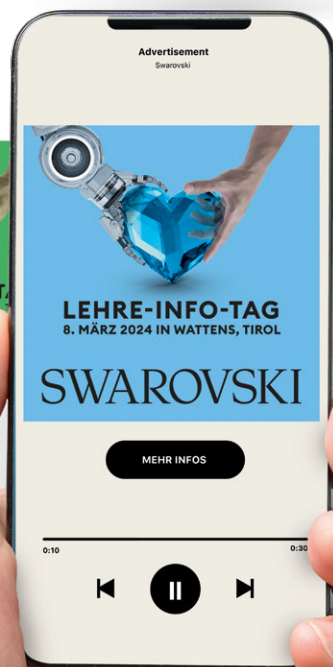 Advertisement
Swarovski
LEHRE-INFO-TAG
8. MÄRZ 2024 IN WATTENS, TIROL
SWAROVSKI
MEHR INFOS
0:10
0:30